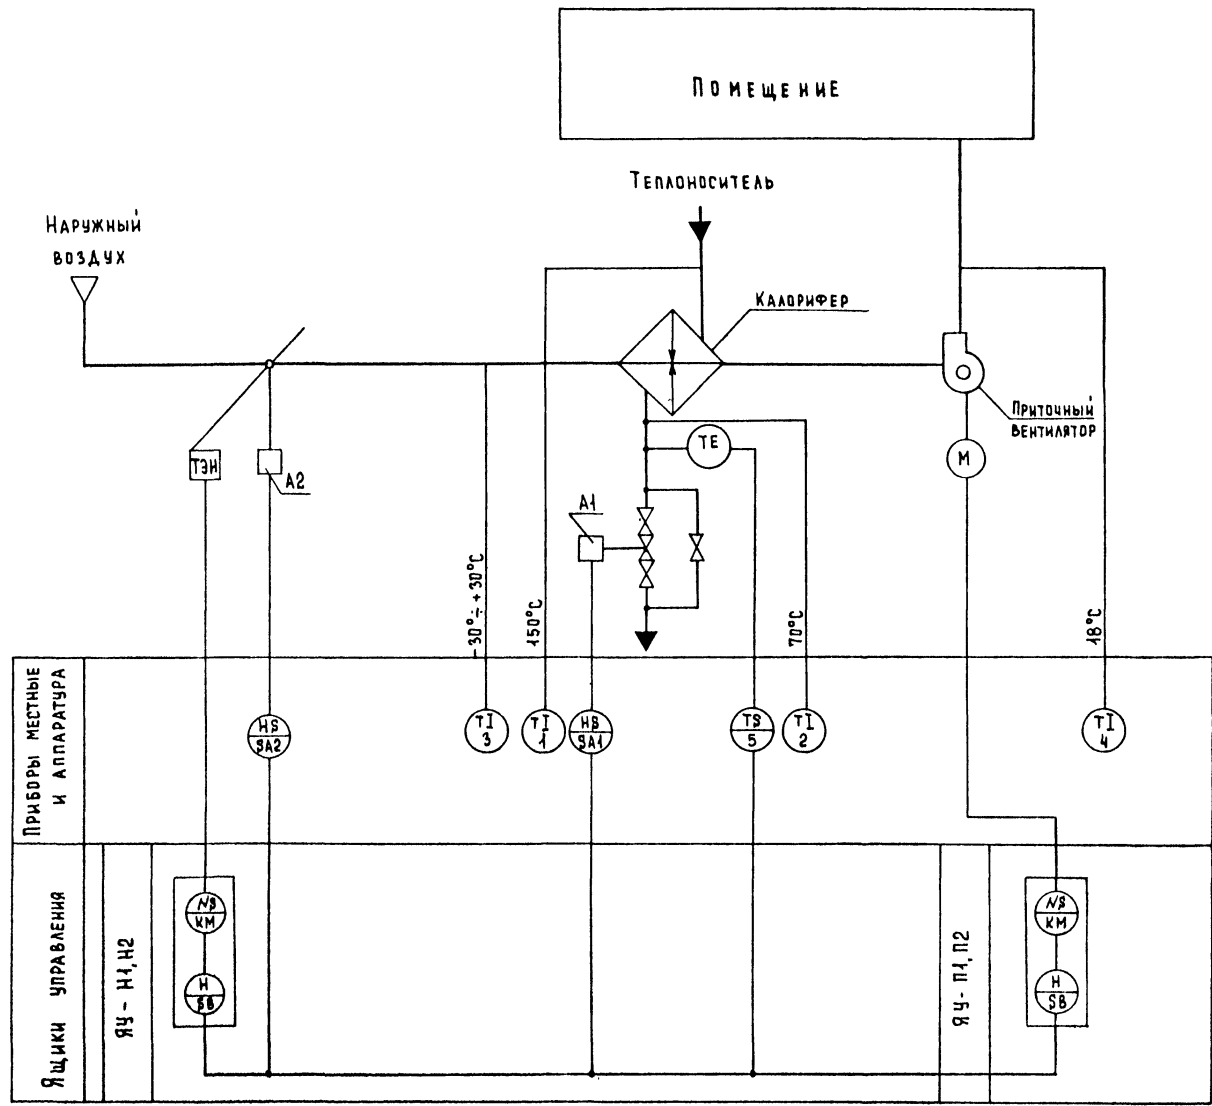 Помещение
Теплоноситель
Наружный
воздух
Калорифер
Приточный
вентилятор
ТЭН
А2
ТЕ
М
А1
-30°÷+30°С
150°С
70°С
18°С
Приборы местные
и аппаратура
HS
SA2
TI
3
TI
1
HS
SA1
TS
5
TI
2
TI
4
Ящики управления
ЯУ - Н1, Н2
NS
КМ
H
SB
ЯУ - П1, П2
NS
КМ
H
SB